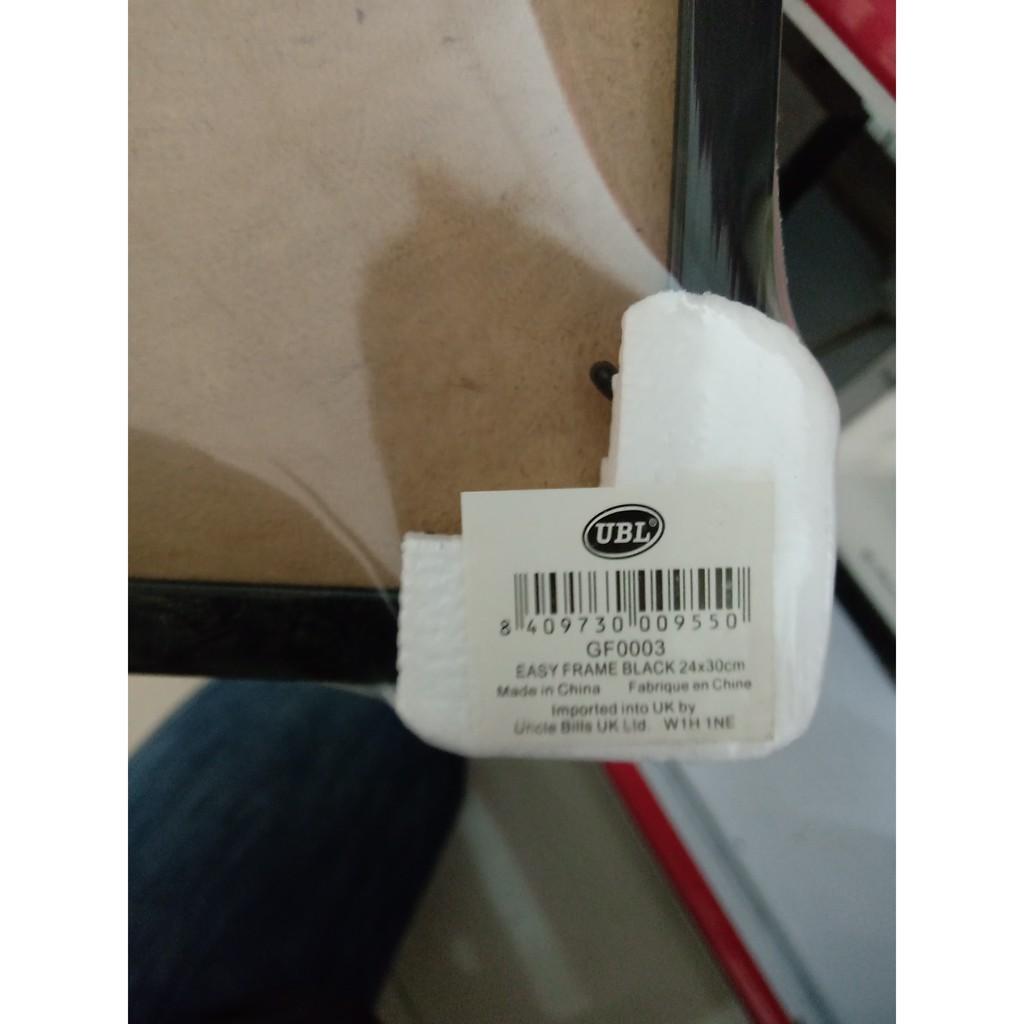 UBL®
8 409730 009550
GF0003
EASY FRAME BLACK 24x30cm
Made in China Fabrique en Chine
Imported into UK by
Uncle Bills UK Ltd. W1H 1NE